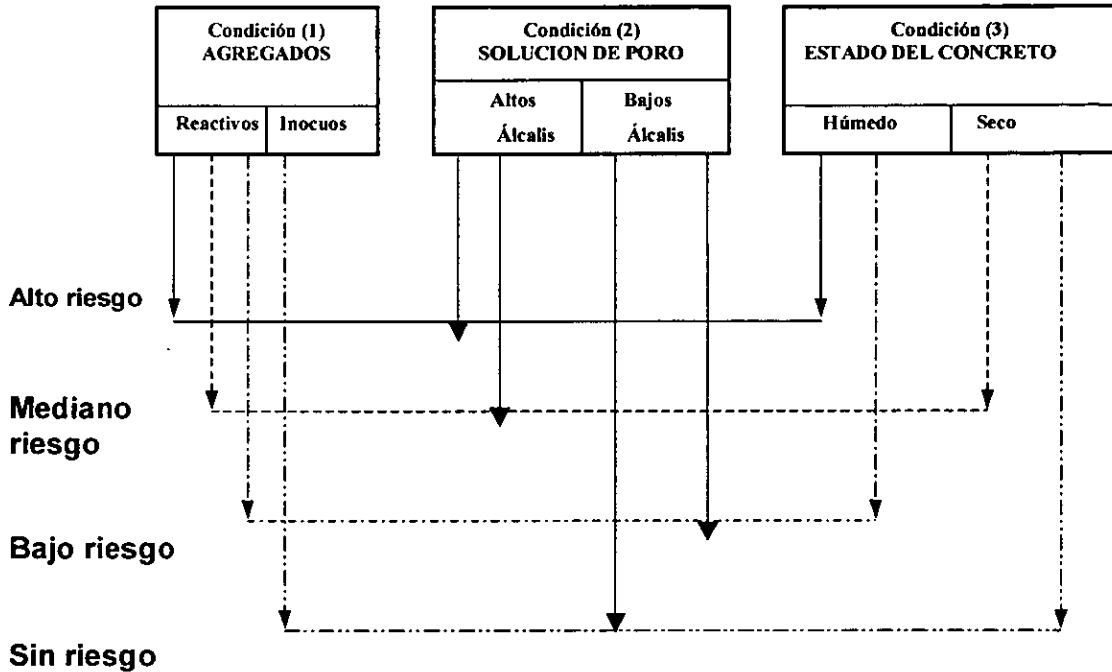 Condición (1)
AGREGADOS
Reactivos
Inocuos
Condición (2)
SOLUCION DE PORO
Altos
Álcalis
Bajos
Álcalis
Condición (3)
ESTADO DEL CONCRETO
Húmedo
Seco
Alto riesgo
Mediano
riesgo
Bajo riesgo
Sin riesgo